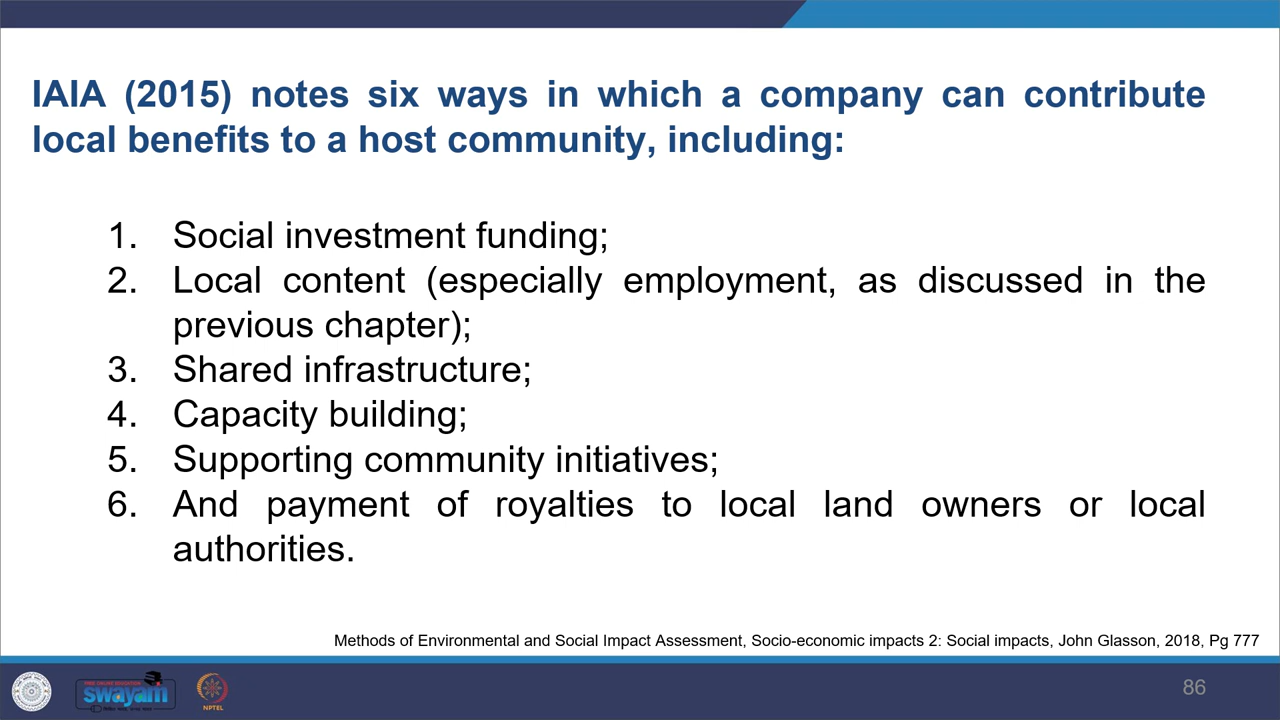 IAIA (2015) notes six ways in which a company can contribute
local benefits to a host community, including:
1. Social investment funding;
2. Local content (especially employment, as discussed in the
previous chapter);
3. Shared infrastructure;
4. Capacity building;
5. Supporting community initiatives;
6. And payment of royalties to local land owners or local
authorities.
Methods of Environmental and Social Impact Assessment, Socio-economic impacts 2: Social impacts, John Glasson, 2018, Pg 777
swayam
NPTEL
86